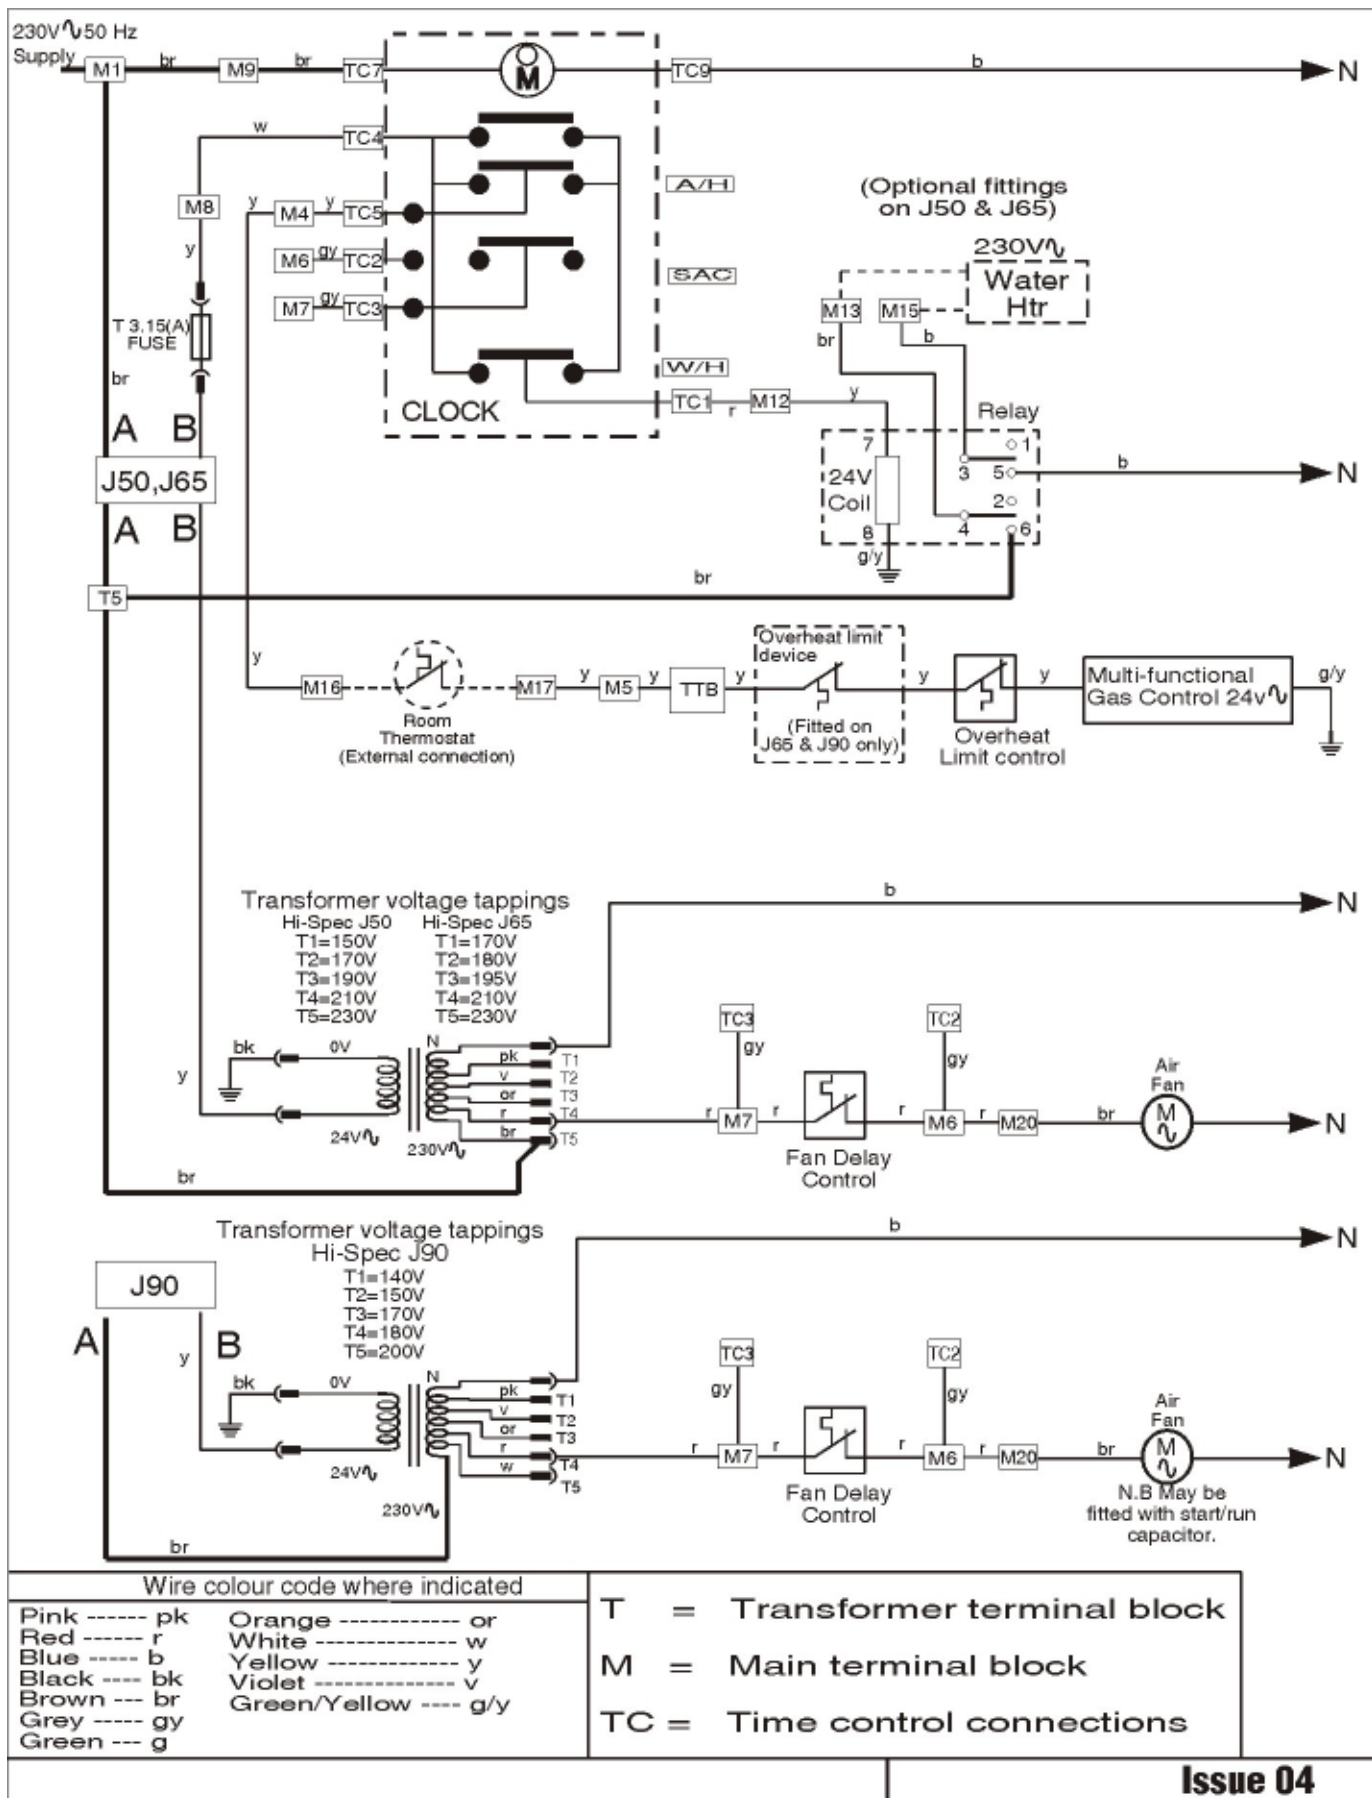 230V 50 Hz
Supply
M1 br M9 br TC7 M TC9 b N
w TC4
A/H
(Optional fittings
on J50 & J65)
M8 y M4 y TC5
y
M6 gy TC2
SAC
230V
Water
Htr
M7 gy TC3
M13 M15
T 3.15(A)
FUSE
br b
br
W/H
CLOCK
TC1 r M12 y
Relay
A B
7 1
J50,J65
24V
Coil
3 5 b N
2
A B
8 4 6
g/y
T5 br
y M16 M17 y M5 y TTB y
Overheat limit
device
y y g/y
Multi-functional
Gas Control 24v
Room
Thermostat
(External connection)
(Fitted on
J65 & J90 only)
Overheat
Limit control
Transformer voltage tappings
b N
Hi-Spec J50 Hi-Spec J65
T1=150V T1=170V
T2=170V T2=180V
T3=190V T3=195V
T4=210V T4=210V
T5=230V T5=230V
TC3 TC2
bk 0V N
pk T1
v T2
or T3
r T4
br T5
y
24V
230V
gy gy
Air
Fan
M
r M7 r r M6 r M20 br N
Fan Delay
Control
br
Transformer voltage tappings
Hi-Spec J90
b N
J90
T1=140V
T2=150V
T3=170V
T4=180V
T5=200V
A y B
TC3 TC2
bk 0V N
pk T1
v T2
or T3
r T4
w T5
24V
230V
gy gy
Air
Fan
M
r M7 r r M6 r M20 br N
Fan Delay
Control
N.B May be
fitted with start/run
capacitor.
br
Wire colour code where indicated
Pink ------ pk
Red ------ r
Blue ----- b
Black ---- bk
Brown --- br
Grey ----- gy
Green --- g
Orange ------------ or
White --------------- w
Yellow -------------- y
Violet -------------- v
Green/Yellow ---- g/y
T = Transformer terminal block
M = Main terminal block
TC = Time control connections
Issue 04